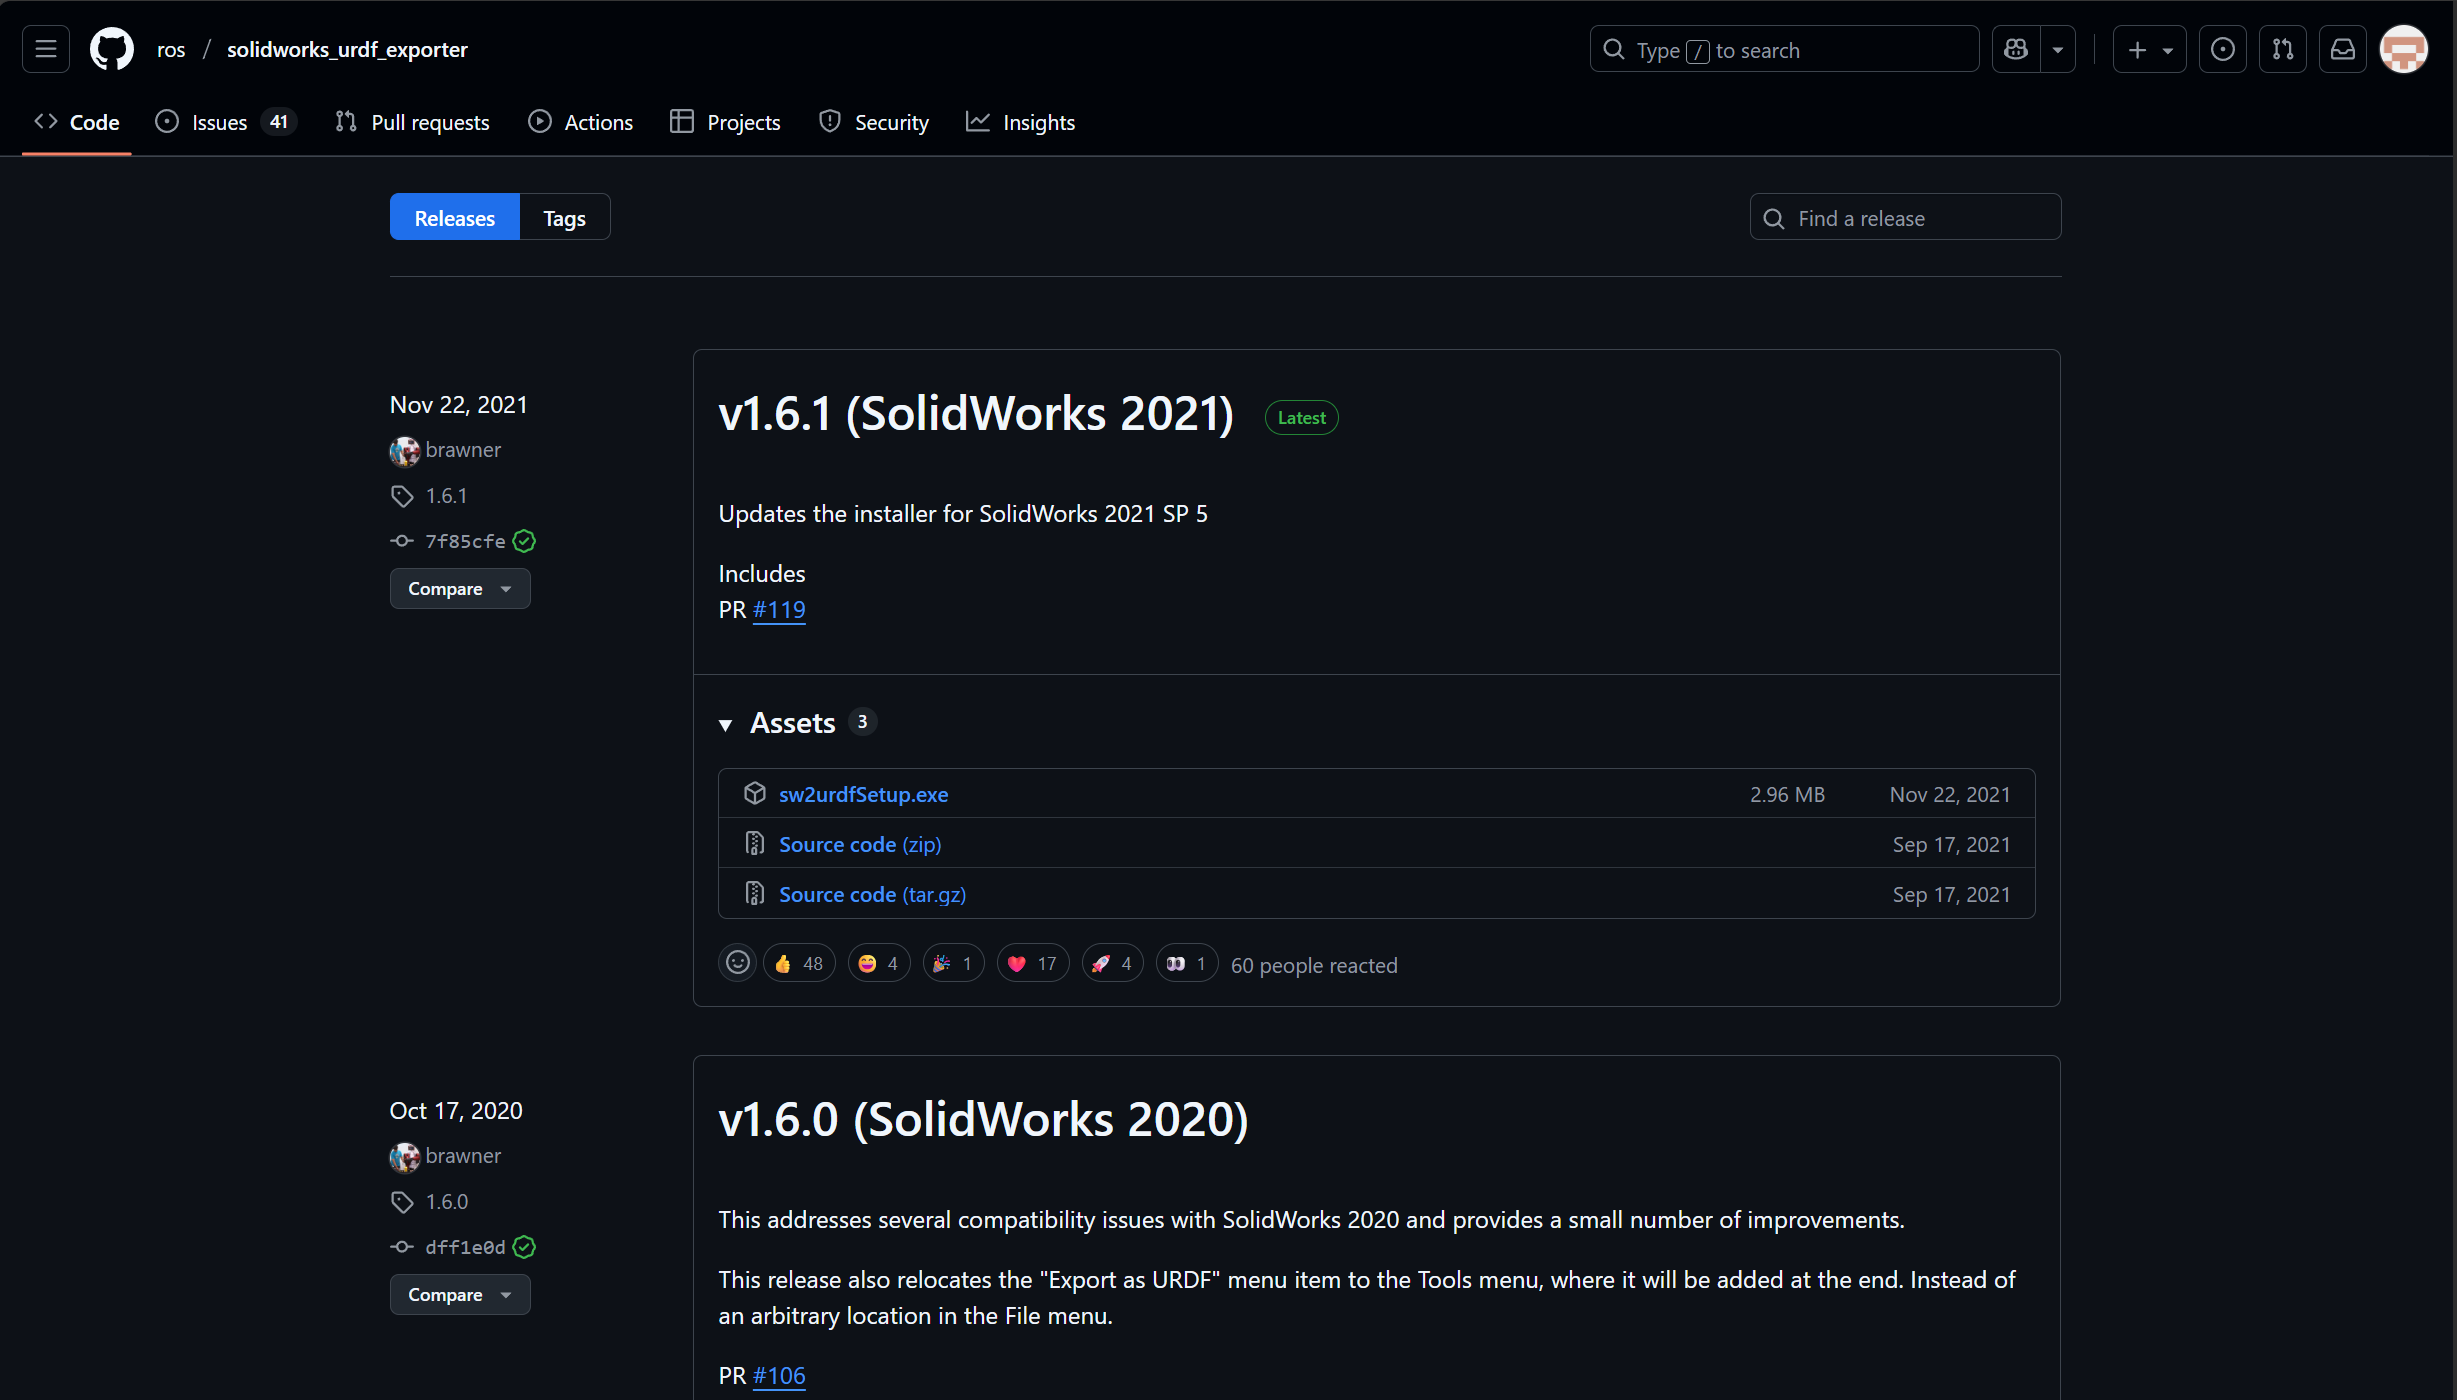 ros / solidworks_urdf_exporter
Type / to search
Code
Issues 41
Pull requests
Actions
Projects
Security
Insights
Releases
Tags
Find a release
Nov 22, 2021
brawner
1.6.1
7f85cfe
Compare
v1.6.1 (SolidWorks 2021) Latest
Updates the installer for SolidWorks 2021 SP 5
Includes
PR #119
Assets 3
sw2urdfSetup.exe 2.96 MB Nov 22, 2021
Source code (zip) Sep 17, 2021
Source code (tar.gz) Sep 17, 2021
48 4 1 17 4 1 60 people reacted
Oct 17, 2020
brawner
1.6.0
dff1e0d
Compare
v1.6.0 (SolidWorks 2020)
This addresses several compatibility issues with SolidWorks 2020 and provides a small number of improvements.
This release also relocates the "Export as URDF" menu item to the Tools menu, where it will be added at the end. Instead of
an arbitrary location in the File menu.
PR #106